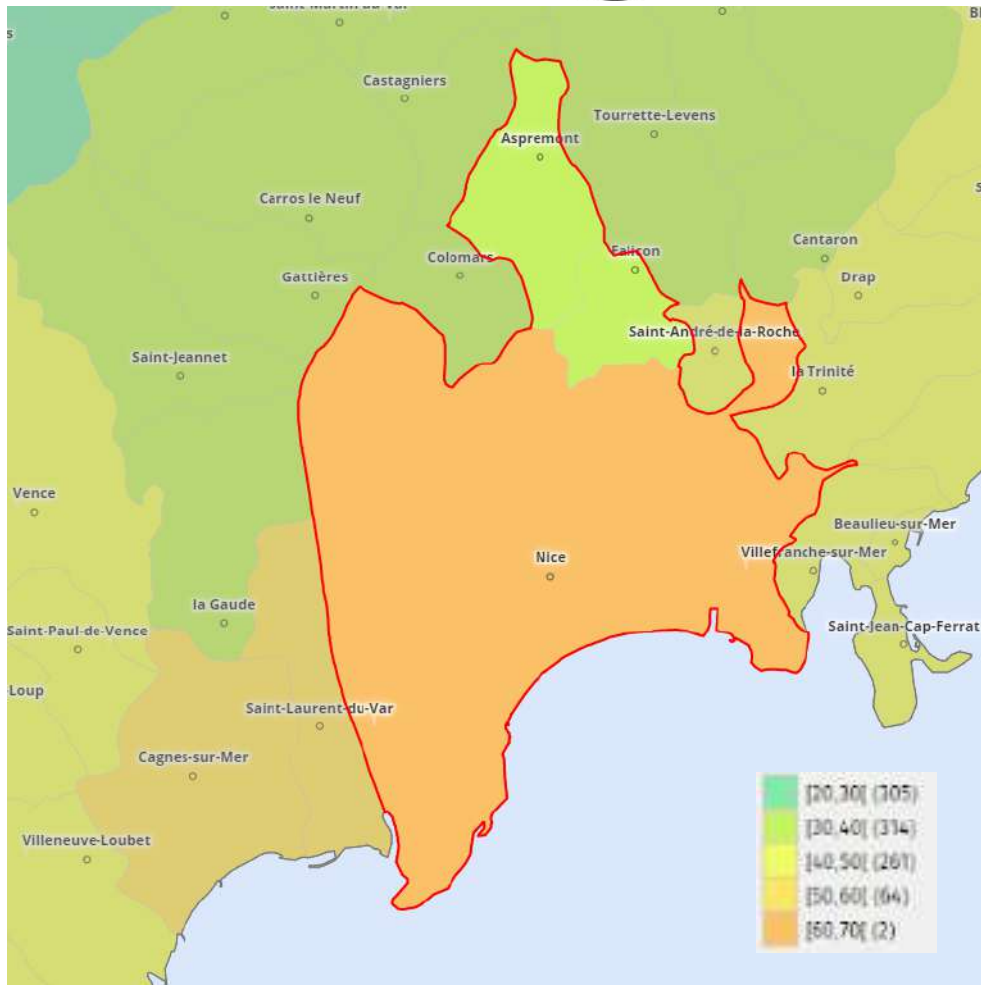 Castagniers
Tourrette-Levens
Aspremont
Carros le Neuf
Cantaron
Colomars
Falicon
Gattières
Drap
Saint-André-de-la-Roche
Saint-Jeannet
la Trinité
Vence
Beaulieu-sur-Mer
Nice
Villefranche-sur-Mer
la Gaude
Saint-Paul-de-Vence
Saint-Jean-Cap-Ferrat
-Loup
Saint-Laurent-du-Var
Cagnes-sur-Mer
Villeneuve-Loubet
[20,30[ (305)
[30,40[ (314)
[40,50[ (261)
[50,60[ (64)
[60,70[ (2)